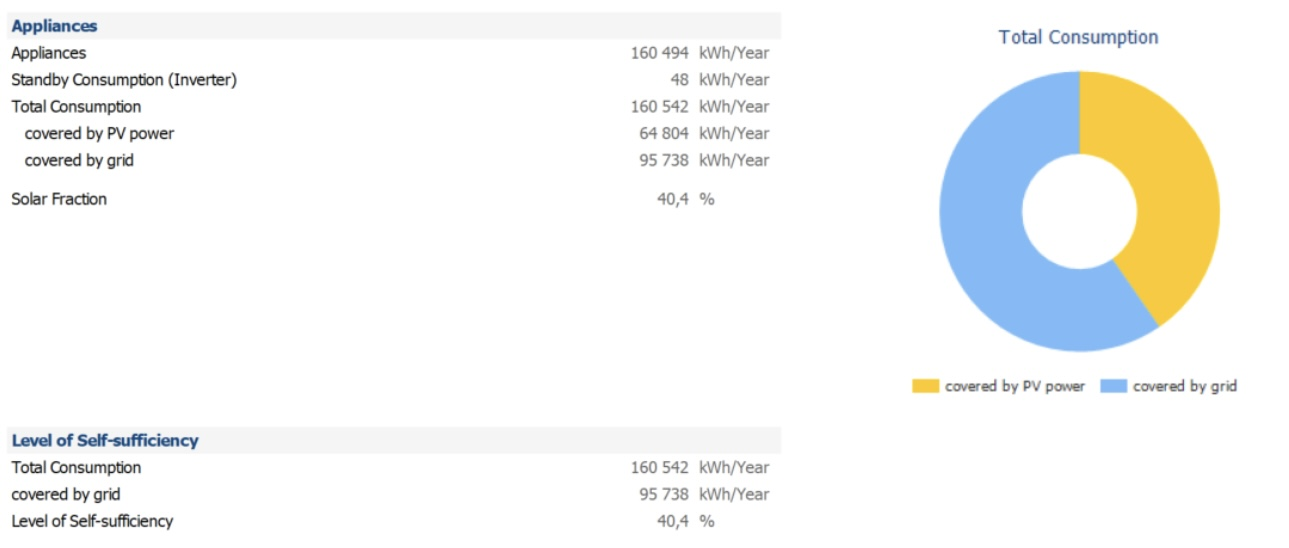 Appliances
Appliances 160 494 kWh/Year
Standby Consumption (Inverter) 48 kWh/Year
Total Consumption 160 542 kWh/Year
covered by PV power 64 804 kWh/Year
covered by grid 95 738 kWh/Year
Solar Fraction 40,4 %
Total Consumption
covered by PV power covered by grid
Level of Self-sufficiency
Total Consumption 160 542 kWh/Year
covered by grid 95 738 kWh/Year
Level of Self-sufficiency 40,4 %